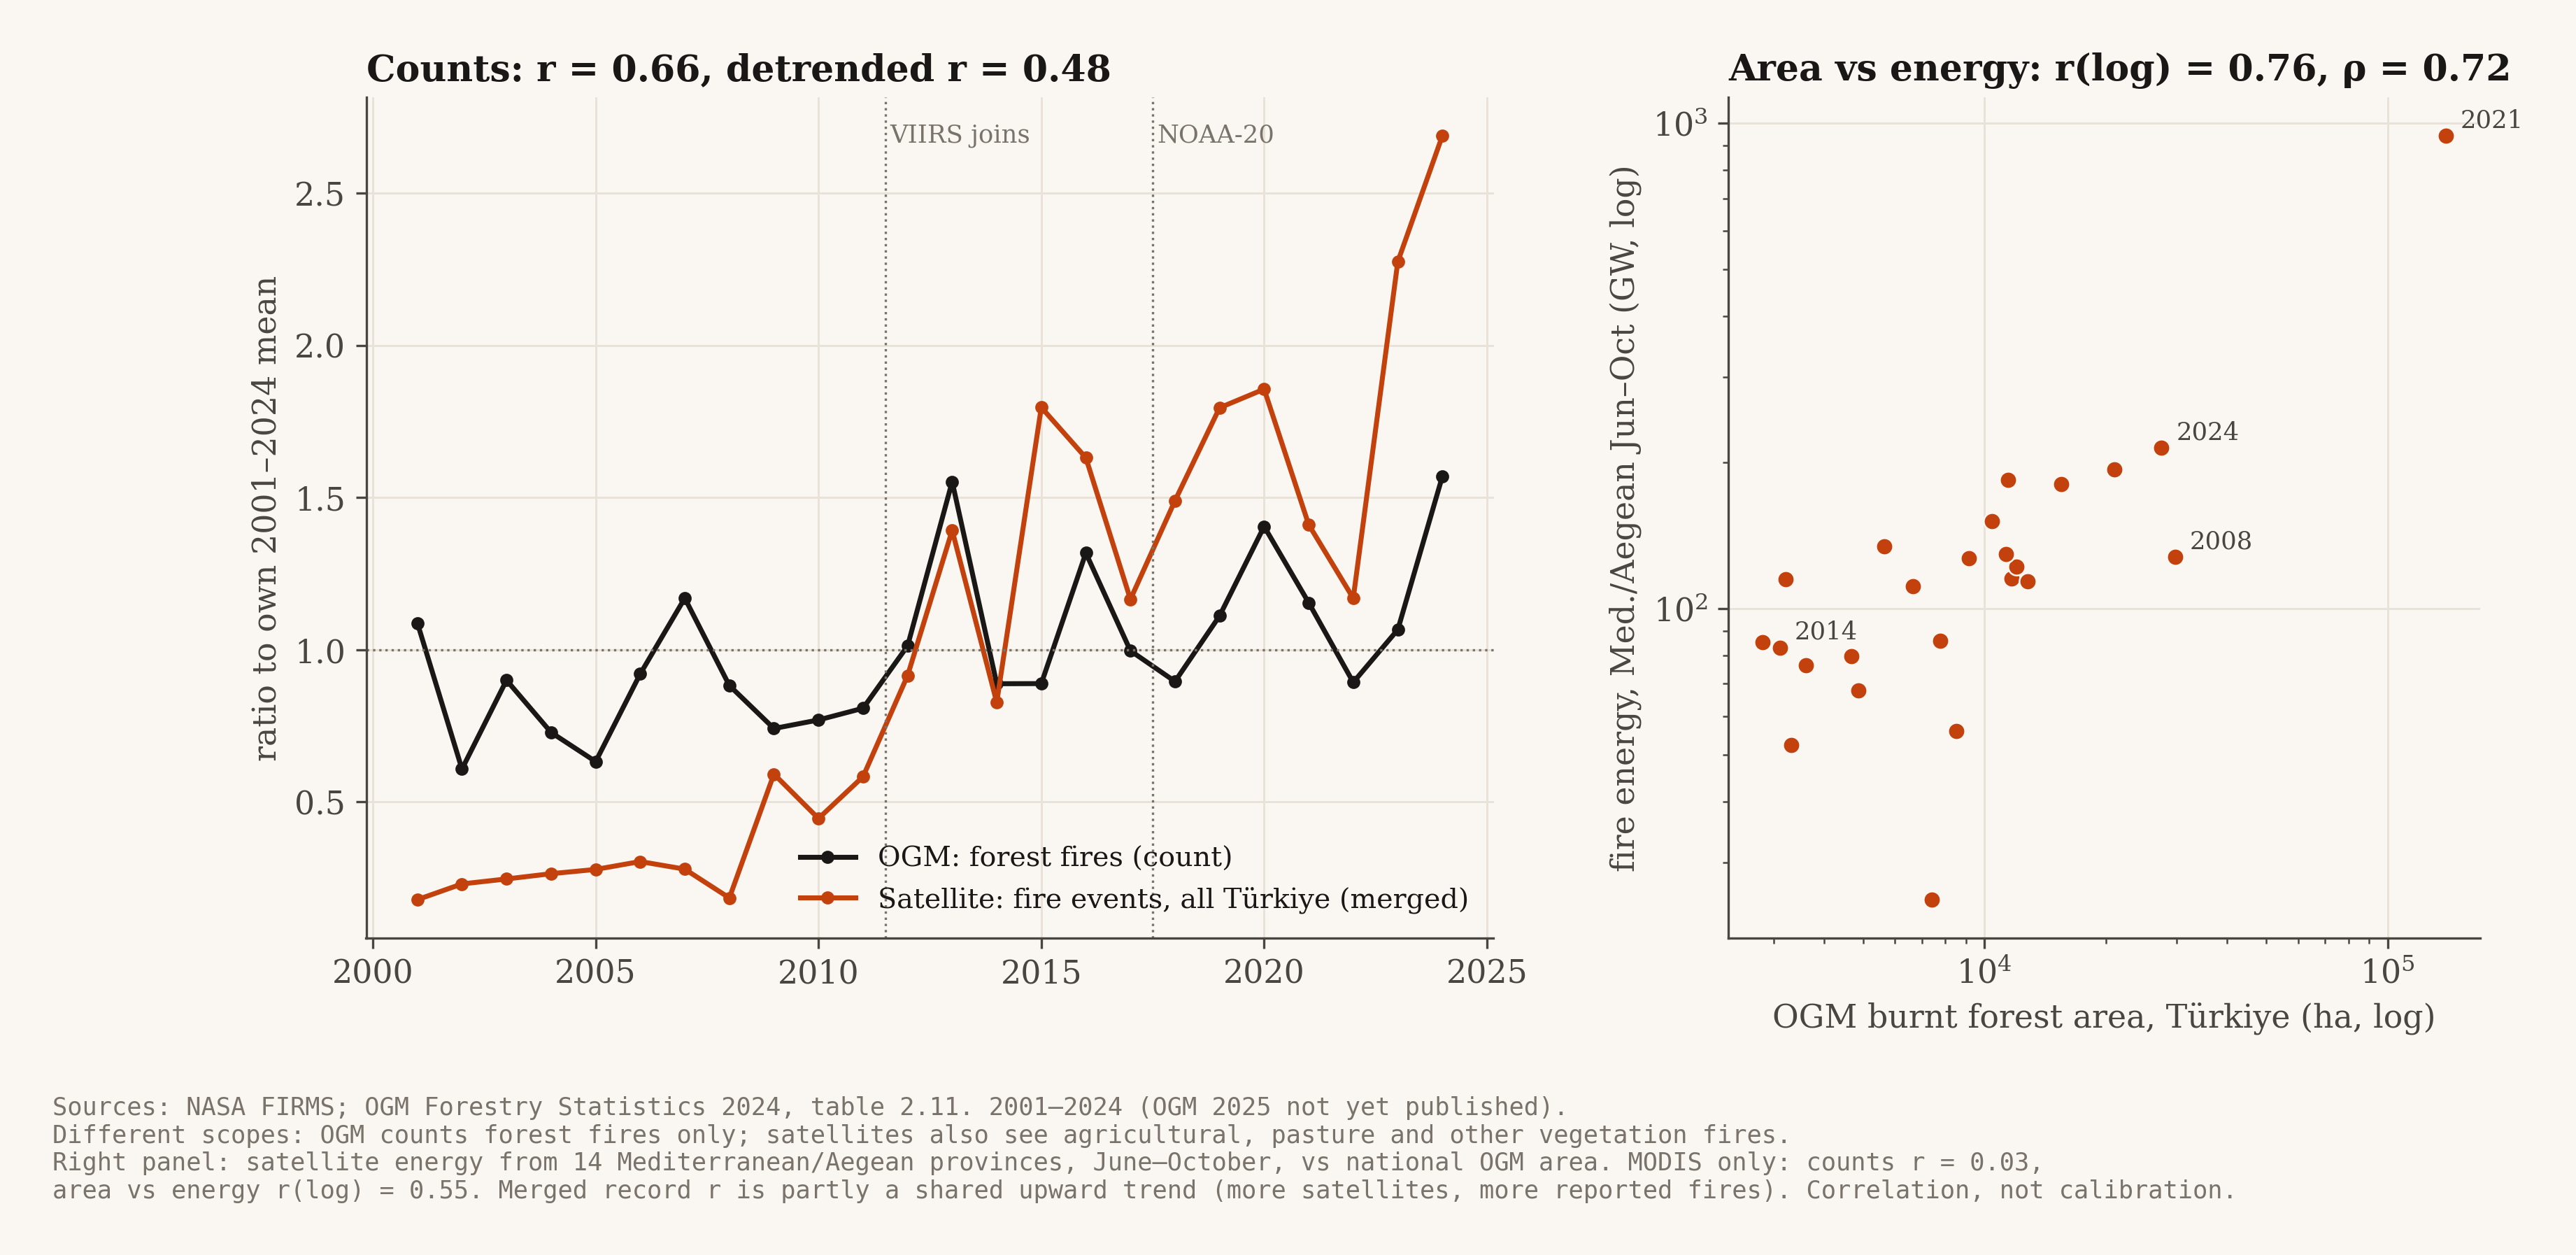 Counts: r = 0.66, detrended r = 0.48
VIIRS joins
NOAA-20
2.5
2.0
1.5
1.0
0.5
ratio to own 2001–2024 mean
OGM: forest fires (count)
Satellite: fire events, all Türkiye (merged)
2000
2005
2010
2015
2020
2025
Area vs energy: r(log) = 0.76, ρ = 0.72
10³
10²
fire energy, Med./Aegean Jun–Oct (GW, log)
2021
2024
2008
2014
10⁴
10⁵
OGM burnt forest area, Türkiye (ha, log)
Sources: NASA FIRMS; OGM Forestry Statistics 2024, table 2.11. 2001–2024 (OGM 2025 not yet published).
Different scopes: OGM counts forest fires only; satellites also see agricultural, pasture and other vegetation fires.
Right panel: satellite energy from 14 Mediterranean/Aegean provinces, June–October, vs national OGM area. MODIS only: counts r = 0.03,
area vs energy r(log) = 0.55. Merged record r is partly a shared upward trend (more satellites, more reported fires). Correlation, not calibration.